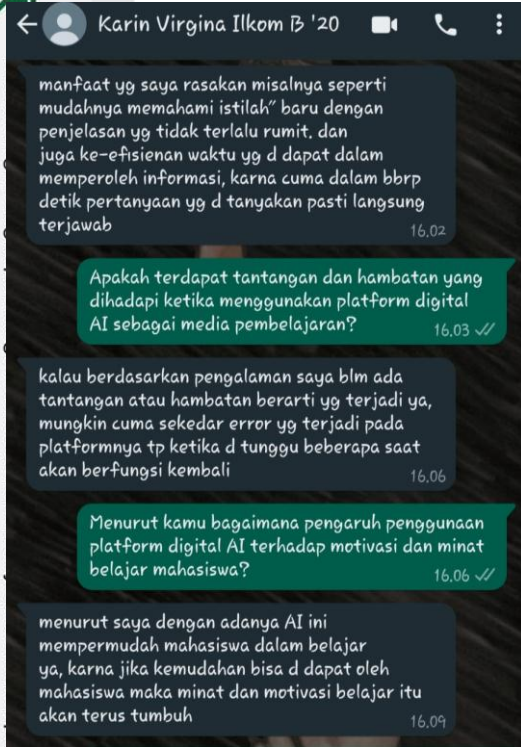 Karin Virgina Ilkom B '20
manfaat yg saya rasakan misalnya seperti
mudahnya memahami istilah" baru dengan
penjelasan yg tidak terlalu rumit. dan
juga ke-efisienan waktu yg d dapat dalam
memperoleh informasi, karna cuma dalam bbrp
detik pertanyaan yg d tanyakan pasti langsung
terjawab
16.02
Apakah terdapat tantangan dan hambatan yang
dihadapi ketika menggunakan platform digital
AI sebagai media pembelajaran?
16.03
kalau berdasarkan pengalaman saya blm ada
tantangan atau hambatan berarti yg terjadi ya,
mungkin cuma sekedar error yg terjadi pada
platformnya tp ketika d tunggu beberapa saat
akan berfungsi kembali
16.06
Menurut kamu bagaimana pengaruh penggunaan
platform digital AI terhadap motivasi dan minat
belajar mahasiswa?
16.06
menurut saya dengan adanya AI ini
mempermudah mahasiswa dalam belajar
ya, karna jika kemudahan bisa d dapat oleh
mahasiswa maka minat dan motivasi belajar itu
akan terus tumbuh
16.09